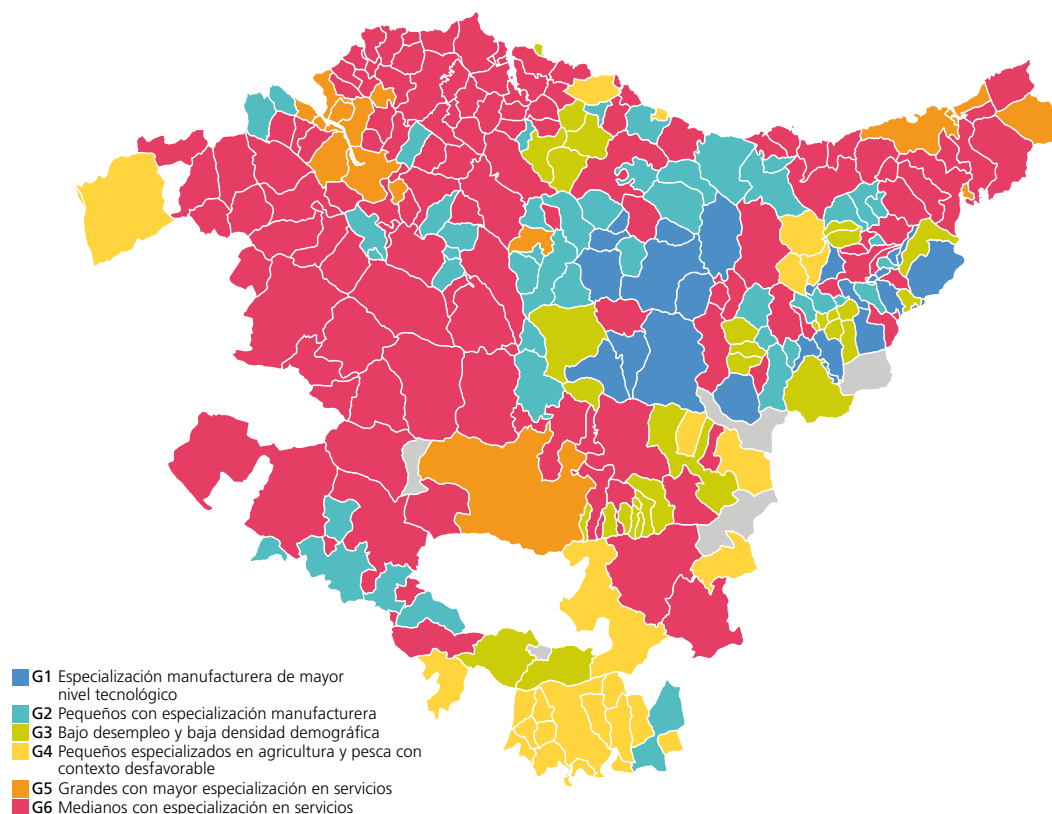 G1 Especialización manufacturera de mayor
nivel tecnológico
G2 Pequeños con especialización manufacturera
G3 Bajo desempleo y baja densidad demográfica
G4 Pequeños especializados en agricultura y pesca con
contexto desfavorable
G5 Grandes con mayor especialización en servicios
G6 Medianos con especialización en servicios